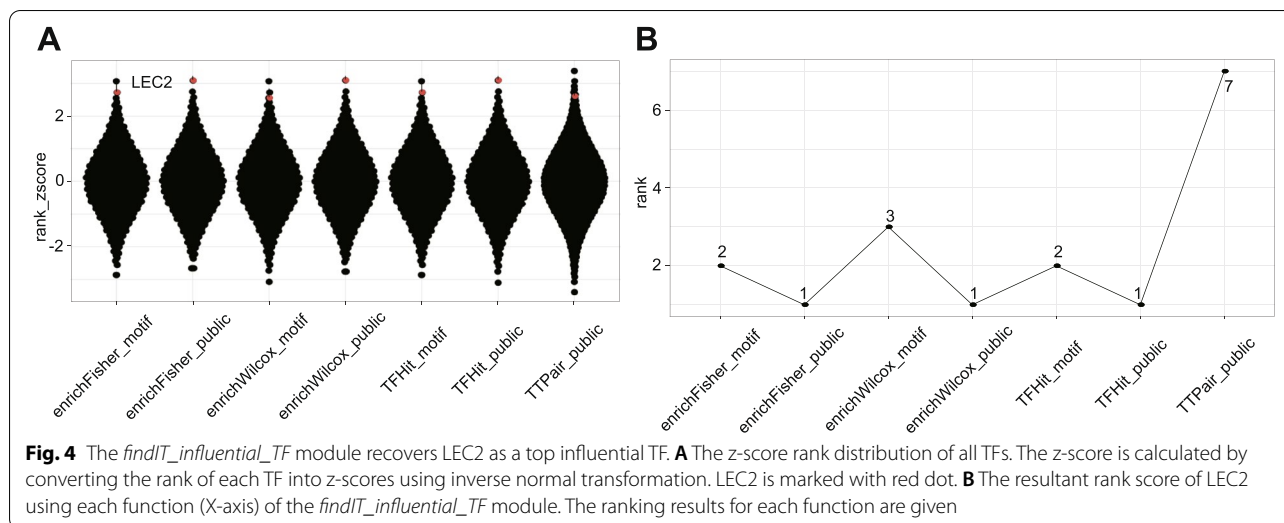 A
LEC2
rank_zscore
2
0
-2
enrichFisher_motif
enrichFisher_public
enrichWilcox_motif
enrichWilcox_public
TFHit_motif
TFHit_public
TTPair_public
B
rank
6
4
2
2
1
3
1
2
1
7
enrichFisher_motif
enrichFisher_public
enrichWilcox_motif
enrichWilcox_public
TFHit_motif
TFHit_public
TTPair_public
Fig. 4 The findIT_influential_TF module recovers LEC2 as a top influential TF. A The z-score rank distribution of all TFs. The z-score is calculated by
converting the rank of each TF into z-scores using inverse normal transformation. LEC2 is marked with red dot. B The resultant rank score of LEC2
using each function (X-axis) of the findIT_influential_TF module. The ranking results for each function are given